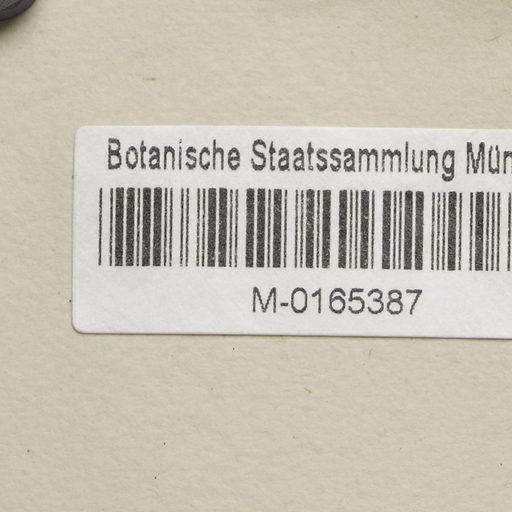 Botanische Staatssammlung Mün
M-0165387